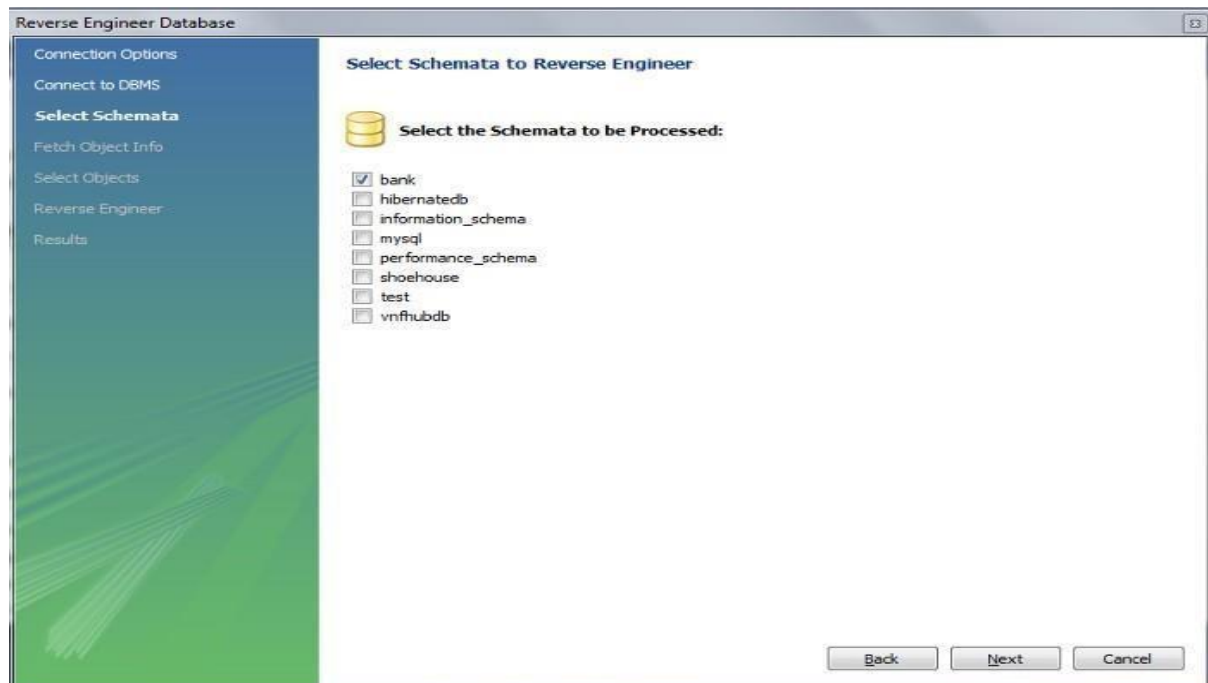 Reverse Engineer Database
Connection Options
Connect to DBMS
Select Schemata
Fetch Object Info
Select Objects
Reverse Engineer
Results
Select Schemata to Reverse Engineer
Select the Schemata to be Processed:
bank
hibernatedb
information_schema
mysql
performance_schema
shoehouse
test
vnfhubdb
Back
Next
Cancel